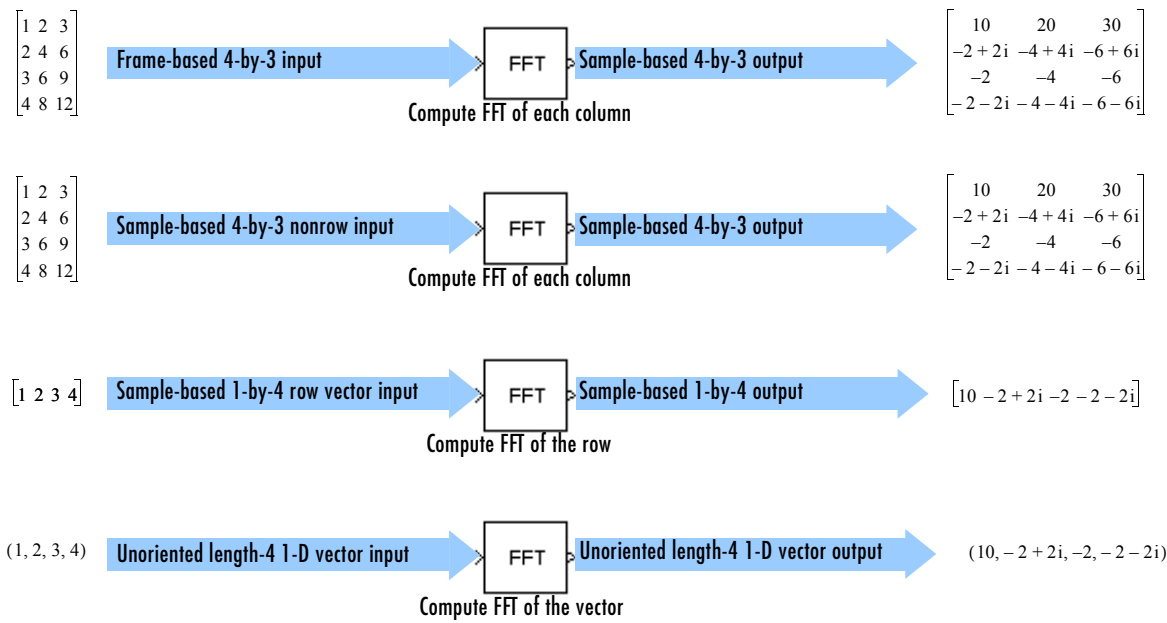 1 2 3
2 4 6
3 6 9
4 8 12
Frame-based 4-by-3 input
FFT
Compute FFT of each column
Sample-based 4-by-3 output
10 20 30
−2 + 2i −4 + 4i −6 + 6i
−2 −4 −6
− 2 − 2i − 4 − 4i − 6 − 6i
1 2 3
2 4 6
3 6 9
4 8 12
Sample-based 4-by-3 nonrow input
FFT
Compute FFT of each column
Sample-based 4-by-3 output
10 20 30
−2 + 2i −4 + 4i −6 + 6i
−2 −4 −6
− 2 − 2i − 4 − 4i − 6 − 6i
[1 2 3 4]
Sample-based 1-by-4 row vector input
FFT
Compute FFT of the row
Sample-based 1-by-4 output
[10 − 2 + 2i −2 − 2 − 2i]
(1, 2, 3, 4)
Unoriented length-4 1-D vector input
FFT
Compute FFT of the vector
Unoriented length-4 1-D vector output
(10, − 2 + 2i, −2, − 2 − 2i)